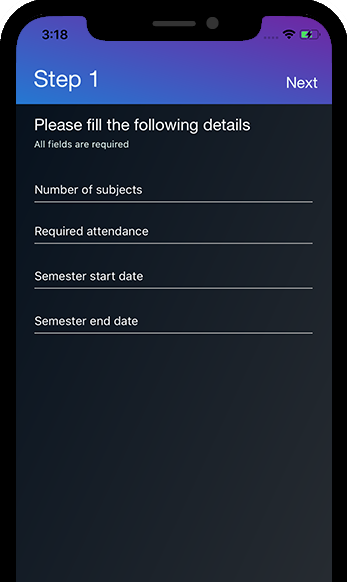 3:18
Step 1
Next
Please fill the following details
All fields are required
Number of subjects
Required attendance
Semester start date
Semester end date